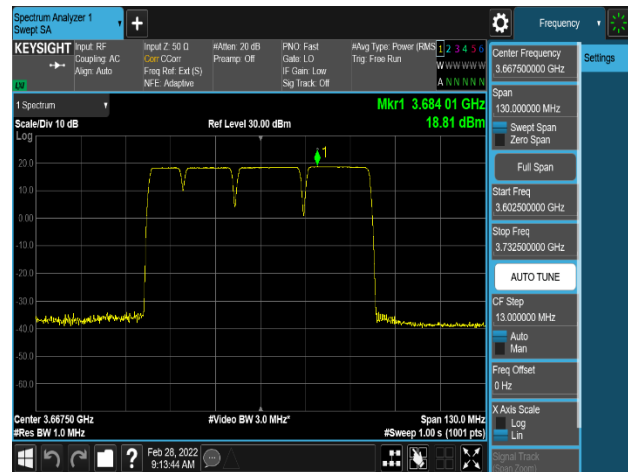 Spectrum Analyzer 1
Swept SA
Frequency
KEYSIGHT
Input: RF
Coupling: AC
Align: Auto
Input Z: 50 Ω
Corr CCorr
Freq Ref: Ext (S)
NFE: Adaptive
#Atten: 20 dB
Preamp: Off
PNO: Fast
Gate: LO
IF Gain: Low
Sig Track: Off
#Avg Type: Power (RMS
Trig: Free Run
1 2 3 4 5 6
W W W W W W
A N N N N N
Center Frequency
3.667500000 GHz
Settings
Span
130.000000 MHz
Swept Span
Zero Span
Full Span
Start Freq
3.602500000 GHz
Stop Freq
3.732500000 GHz
AUTO TUNE
CF Step
13.000000 MHz
Auto
Man
Freq Offset
0 Hz
X Axis Scale
Log
Lin
Signal Track
(Span Zoom)
1 Spectrum
Mkr1 3.684 01 GHz
Scale/Div 10 dB
Ref Level 30.00 dBm
18.81 dBm
Log
1
20.0
10.0
0.00
-10.0
-20.0
-30.0
-40.0
-50.0
-60.0
Center 3.66750 GHz
#Video BW 3.0 MHz*
Span 130.0 MHz
#Res BW 1.0 MHz
#Sweep 1.00 s (1001 pts)
?
Feb 28, 2022
9:13:44 AM